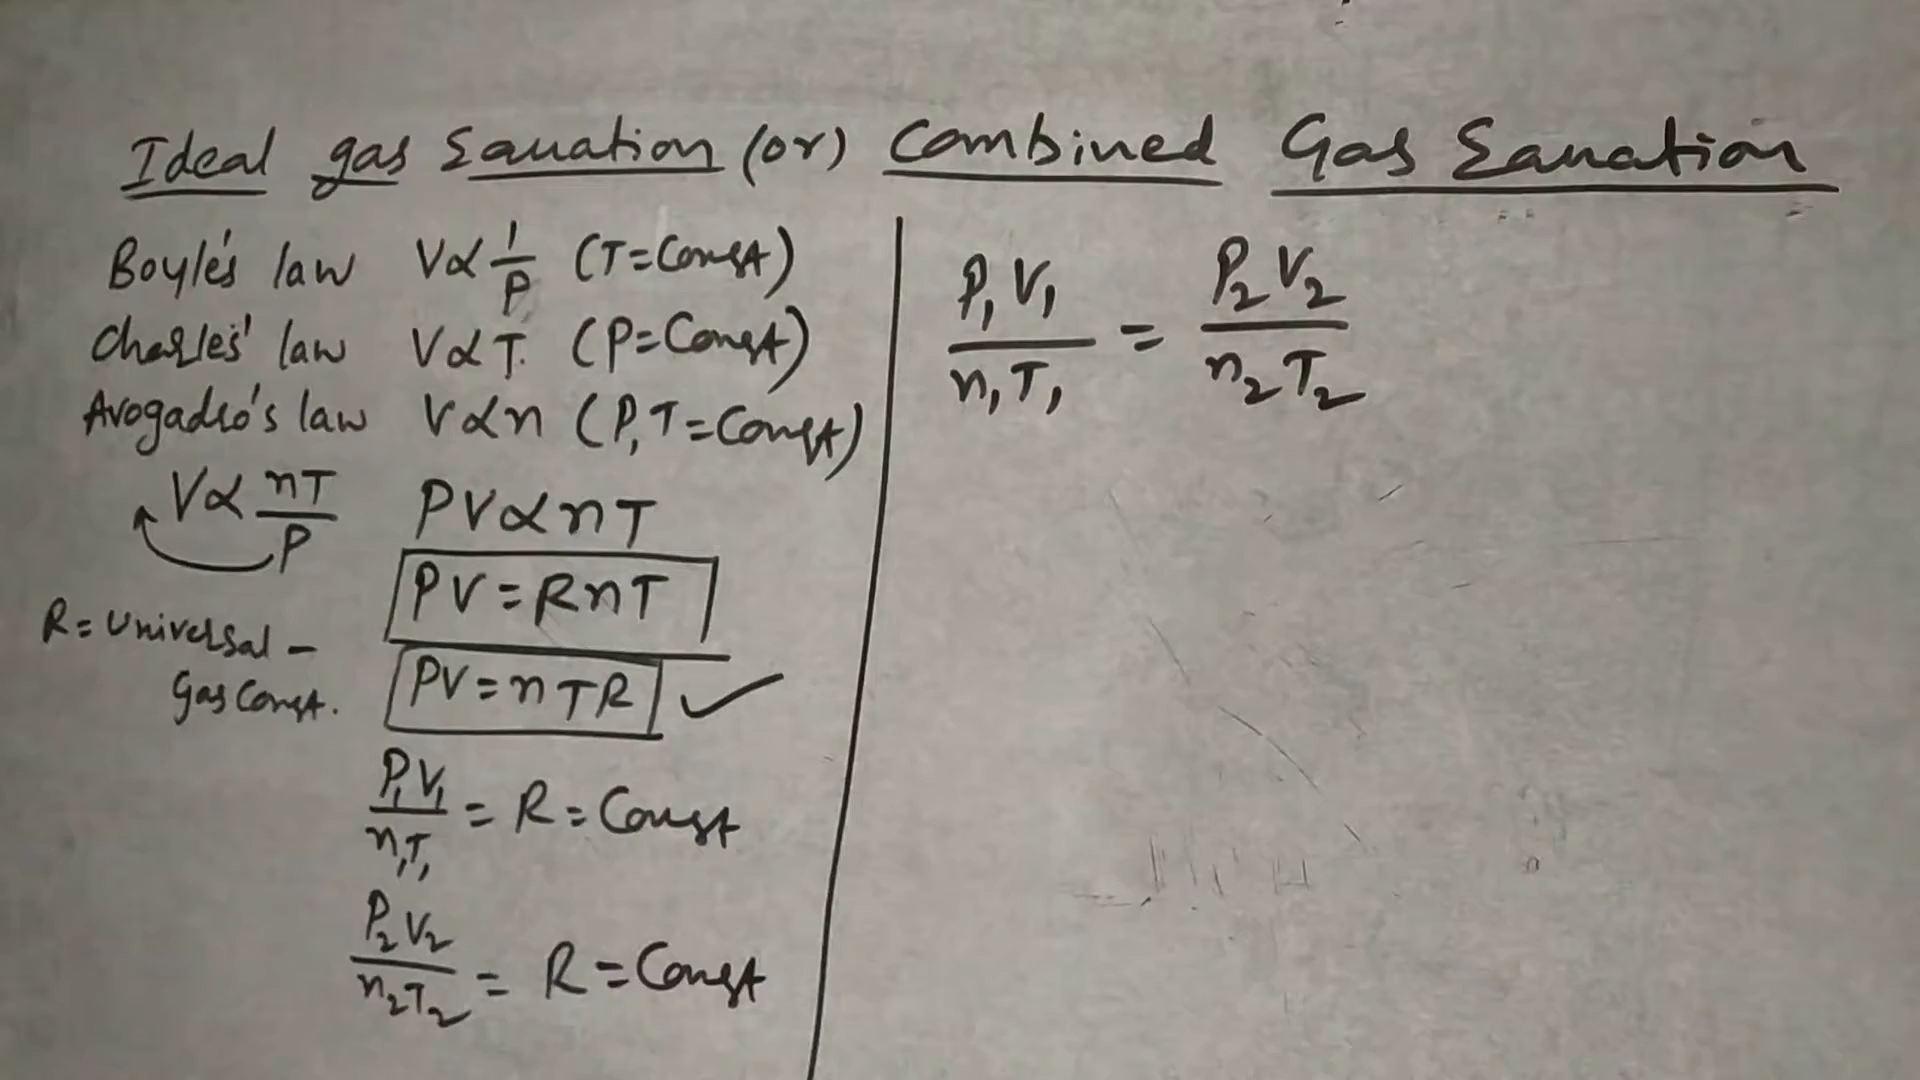 Ideal gas Equation (or) Combined Gas Equation
Boyle's law V∝1/P (T=Const)
Charles' law V∝T. (P=Const)
Avogadro's law V∝n (P,T=Const)
V∝nT/P PV∝nT
PV=RnT
R=Universal-
gas Const.
PV=nTR ✓
P₁V₁/n₁T₁ = R=Const
P₂V₂/n₂T₂ = R=Const
P₁V₁/n₁T₁ = P₂V₂/n₂T₂